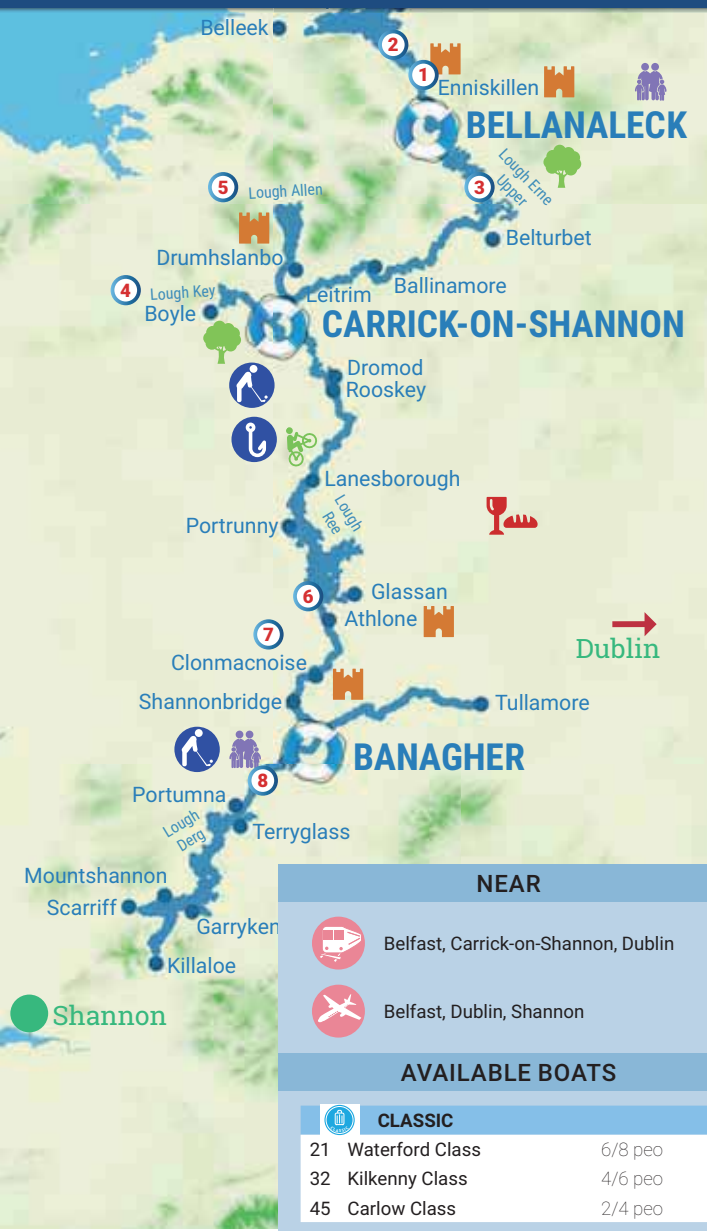 Belleek
2
1
Enniskillen
BELLANALECK
Lough Erne
Upper
3
5
Lough Allen
Belturbet
Drumhslanbo
4
Lough Key
Leitrim
Ballinamore
Boyle
CARRICK-ON-SHANNON
Dromod
Rooskey
Lanesborough
Lough
Ree
Portrunny
6
Glassan
Athlone
7
Dublin
Clonmacnoise
Shannonbridge
Tullamore
BANAGHER
8
Portumna
Lough
Derg
Terryglass
Mountshannon
Scarriff
Garryken
Killaloe
Shannon
NEAR
Belfast, Carrick-on-Shannon, Dublin
Belfast, Dublin, Shannon
AVAILABLE BOATS
CLASSIC
21 Waterford Class 6/8 peo
32 Kilkenny Class 4/6 peo
45 Carlow Class 2/4 peo